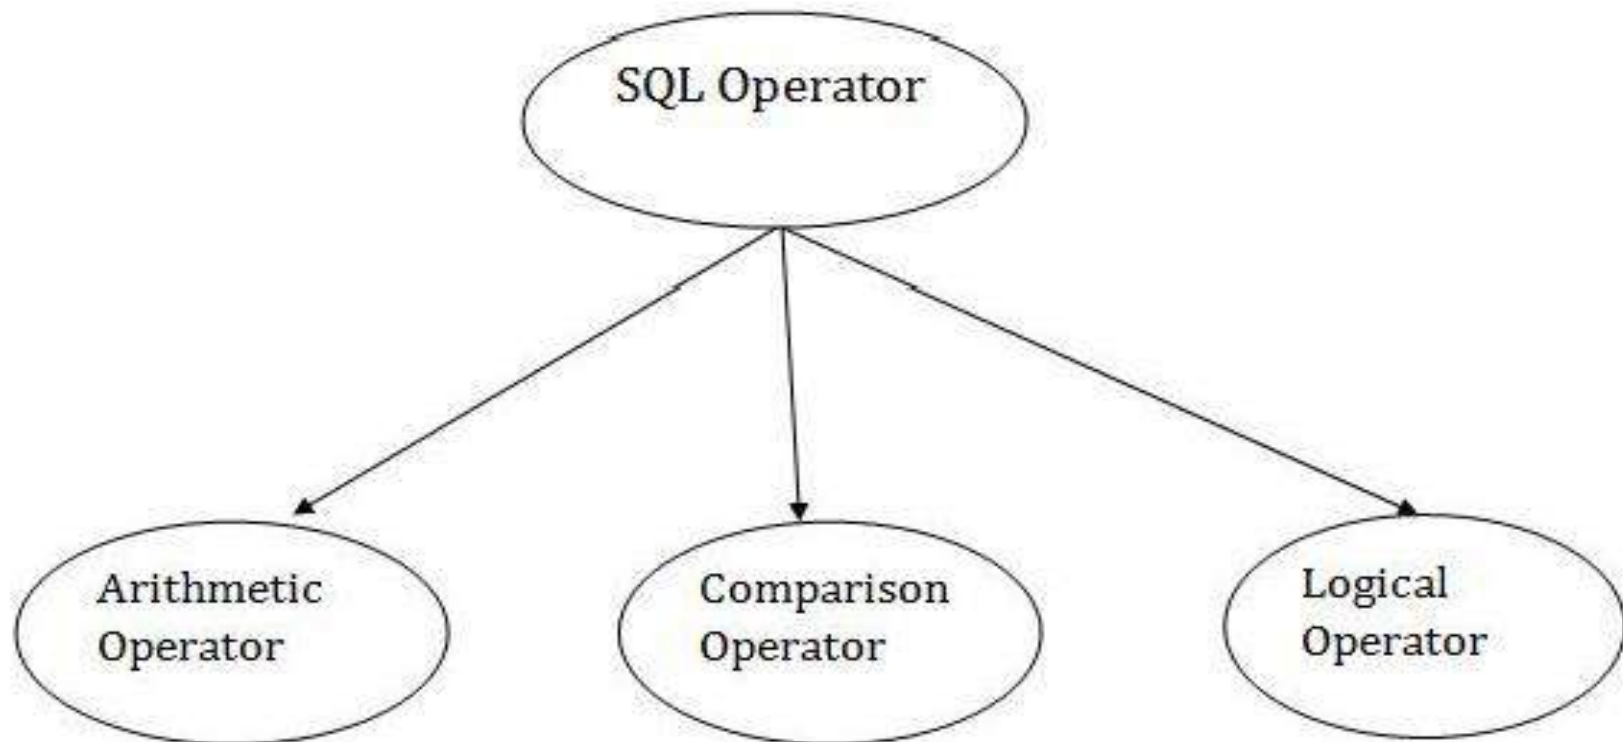 SQL Operator
Arithmetic
Operator
Comparison
Operator
Logical
Operator